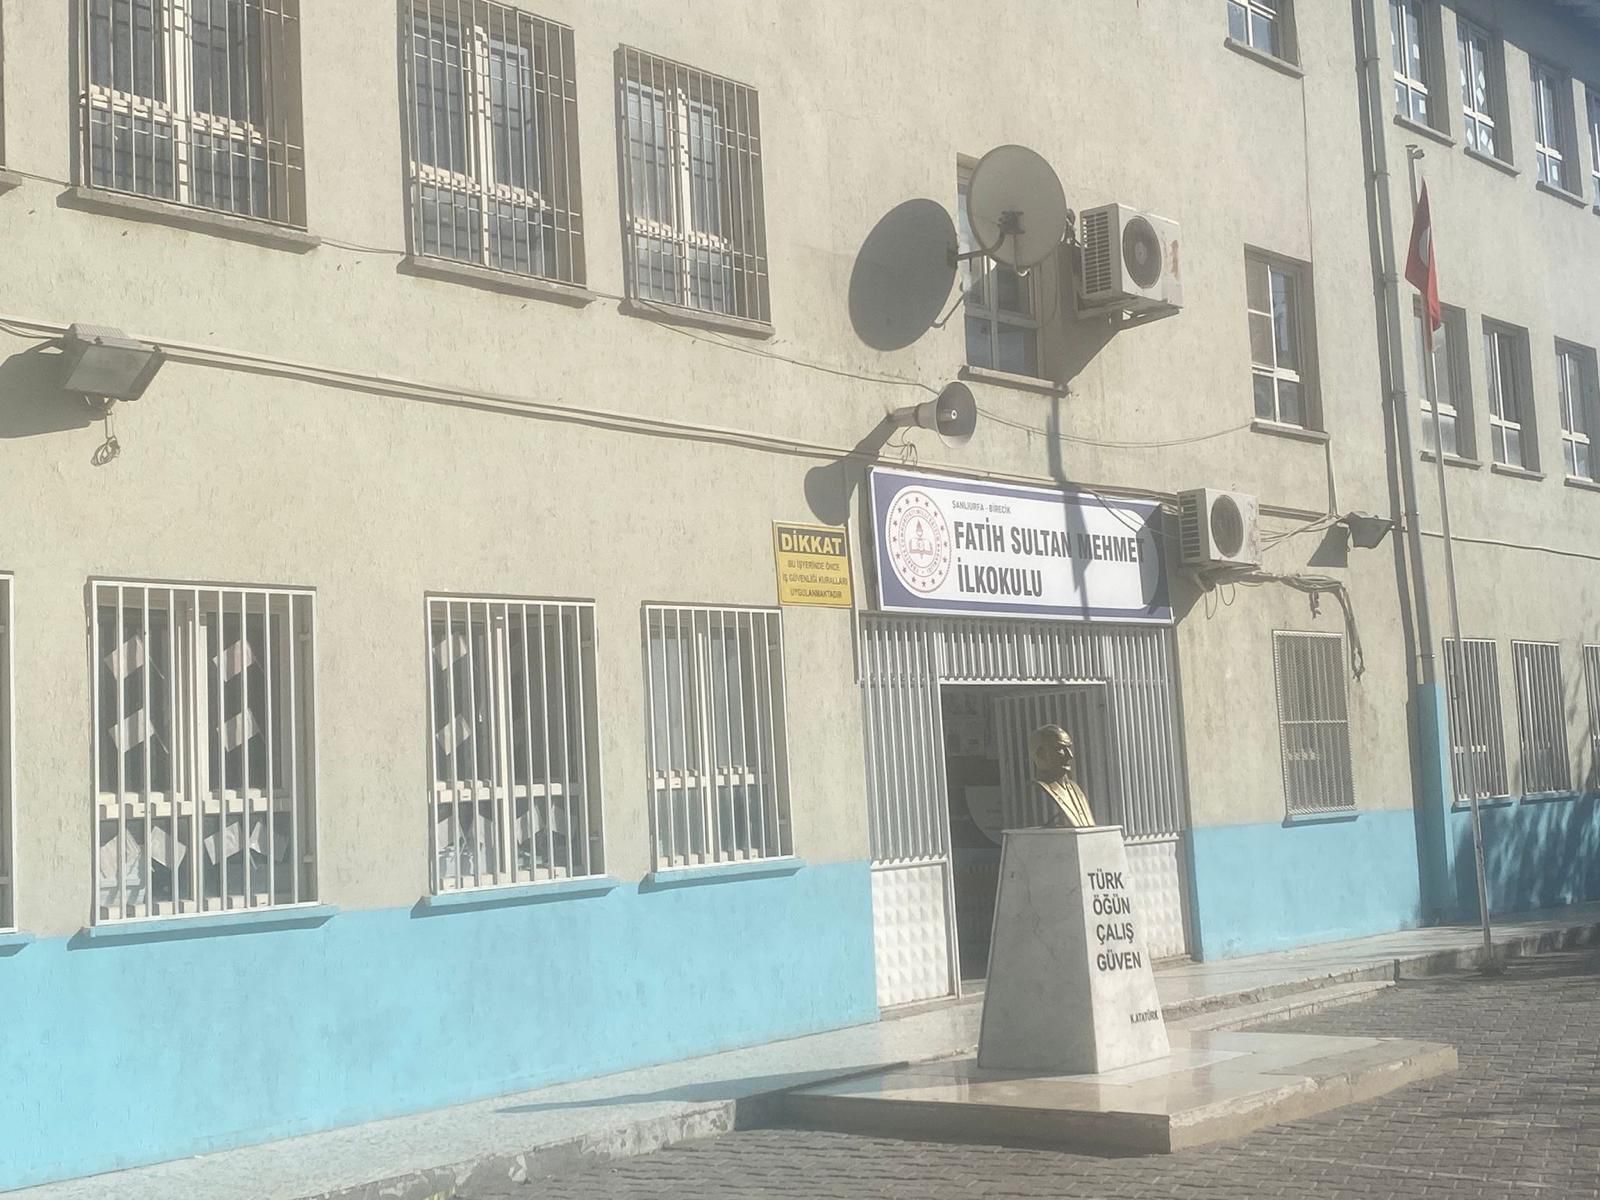 ŞANLIURFA - BİRECİK
FATİH SULTAN MEHMET
İLKOKULU
DİKKAT
BU İŞYERİNDE ÖNCE
İŞ GÜVENLİĞİ KURALLARI
UYGULANMAKTADIR
TÜRK
ÖĞÜN
ÇALIŞ
GÜVEN
K.ATATÜRK